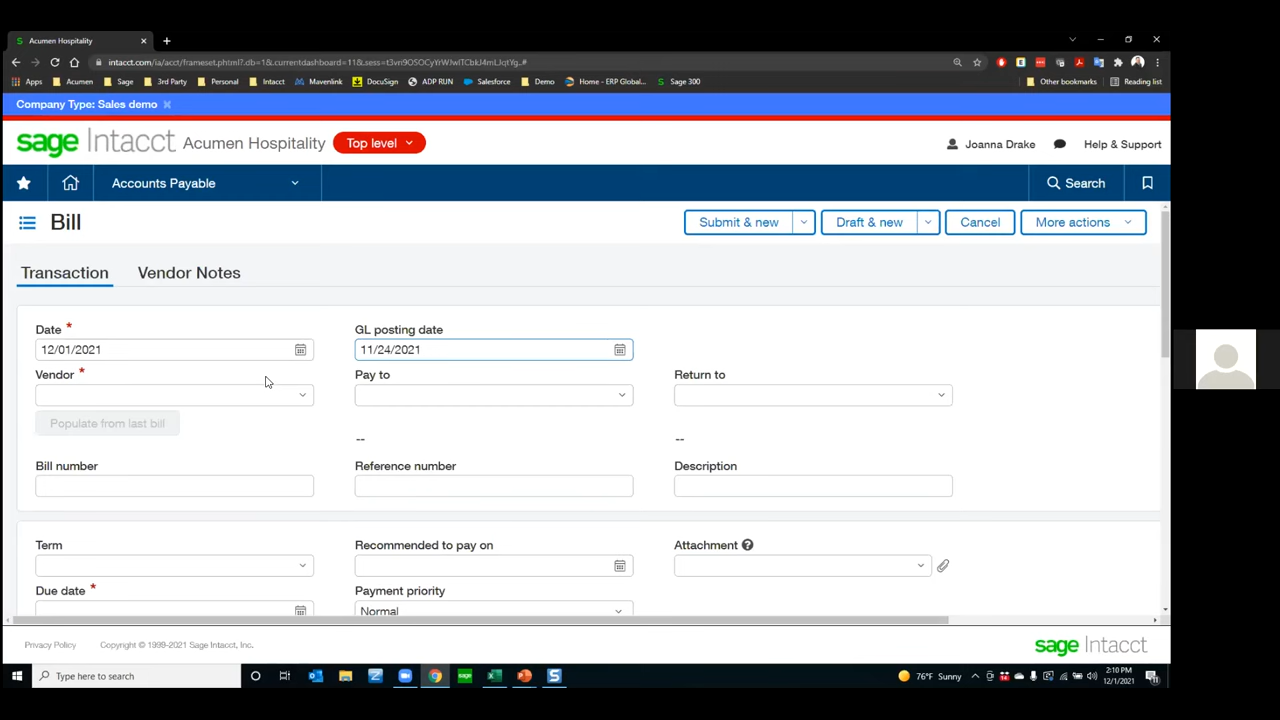 Acumen Hospitality
intacct.com/ia/acct/frameset.phtml?.db=1&.currentdashboard=11&.sess=t3vr9OSOCyYrWJwITCbkJ4mLJqtYg..#
Apps Acumen Sage 3rd Party Personal Intacct Mavenlink DocuSign ADP RUN Salesforce Demo Home - ERP Global... Sage 300 Other bookmarks Reading list
Company Type: Sales demo
sage Intacct Acumen Hospitality Top level Joanna Drake Help & Support
Accounts Payable Search
Bill Submit & new Draft & new Cancel More actions
Transaction Vendor Notes
Date * GL posting date
12/01/2021 11/24/2021
Vendor * Pay to Return to
Populate from last bill
-- --
Bill number Reference number Description
Term Recommended to pay on Attachment
Due date * Payment priority
Normal
Privacy Policy Copyright © 1999-2021 Sage Intacct, Inc. sage Intacct
Type here to search 76°F Sunny 2:10 PM
12/1/2021